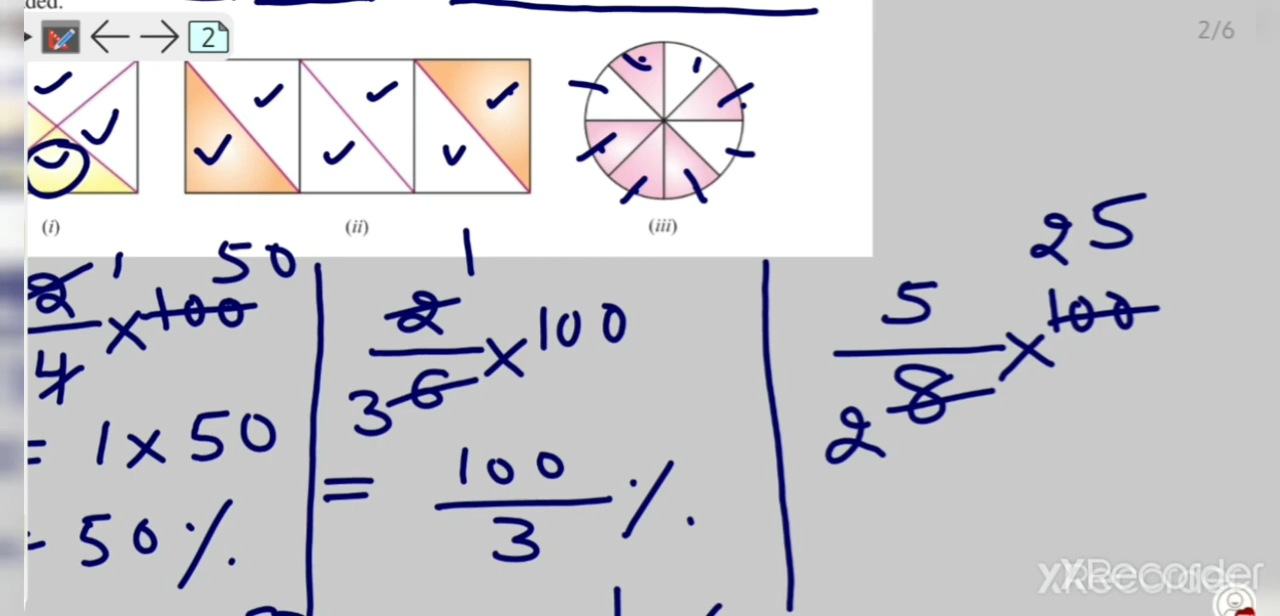 ded.
2
2/6
(i)
(ii)
(iii)
2 1 50
4 × 100
= 1 × 50
= 50 %
1
2
3 6 × 100
= 100
3 %
25
5 × 100
2 8
XRecorder